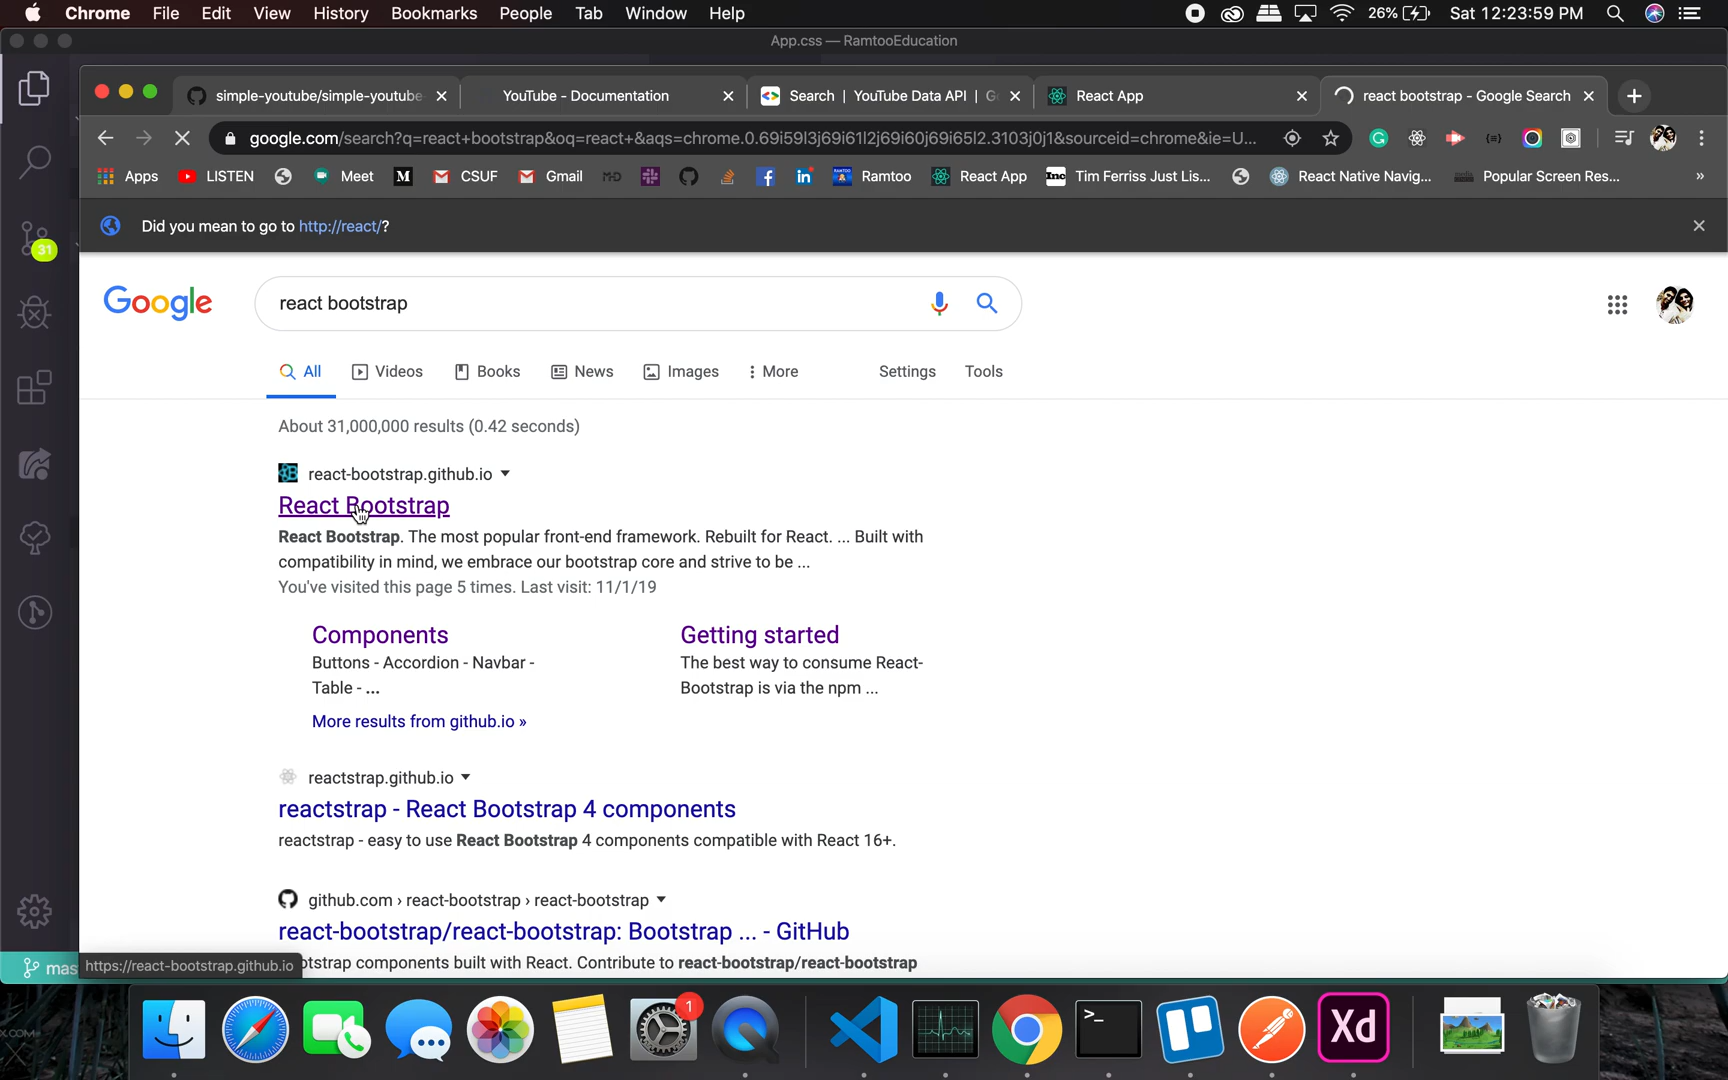 Chrome File Edit View History Bookmarks People Tab Window Help 26% Sat 12:23:59 PM
App.css — RamtooEducation
simple-youtube/simple-youtube YouTube - Documentation Search | YouTube Data API | G React App react bootstrap - Google Search
google.com/search?q=react+bootstrap&oq=react+&aqs=chrome.0.69i59l3j69i61l2j69i60j69i65l2.3103j0j1&sourceid=chrome&ie=U...
Apps LISTEN Meet M CSUF Gmail M-D Ramtoo React App Inc Tim Ferriss Just Lis... React Native Navig... Popular Screen Res... »
Did you mean to go to http://react/?
31
Google react bootstrap
All Videos Books News Images More Settings Tools
About 31,000,000 results (0.42 seconds)
react-bootstrap.github.io
React Bootstrap
React Bootstrap. The most popular front-end framework. Rebuilt for React. ... Built with
compatibility in mind, we embrace our bootstrap core and strive to be ...
You've visited this page 5 times. Last visit: 11/1/19
Components Getting started
Buttons - Accordion - Navbar - The best way to consume React-
Table - ... Bootstrap is via the npm ...
More results from github.io »
reactstrap.github.io
reactstrap - React Bootstrap 4 components
reactstrap - easy to use React Bootstrap 4 components compatible with React 16+.
github.com › react-bootstrap › react-bootstrap
react-bootstrap/react-bootstrap: Bootstrap ... - GitHub
mas https://react-bootstrap.github.io otstrap components built with React. Contribute to react-bootstrap/react-bootstrap
1
Xd